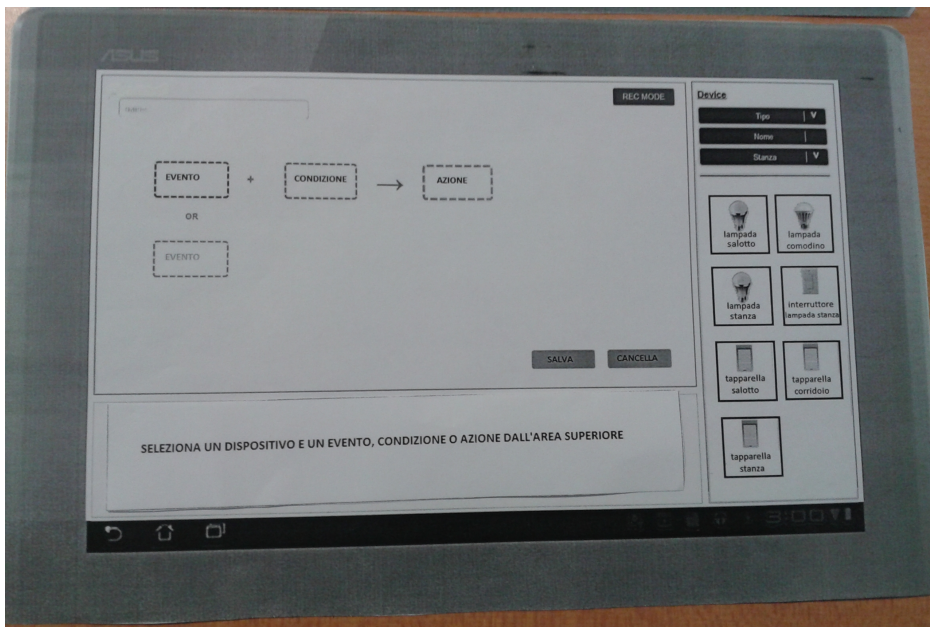 ASUS
REC MODE
EVENTO
+
CONDIZIONE
→
AZIONE
OR
EVENTO
SALVA
CANCELLA
SELEZIONA UN DISPOSITIVO E UN EVENTO, CONDIZIONE O AZIONE DALL'AREA SUPERIORE
Device
Tipo | V
Nome |
Stanza | V
lampada
salotto
lampada
comodino
lampada
stanza
interruttore
lampada stanza
tapparella
salotto
tapparella
corridoio
tapparella
stanza
3:00